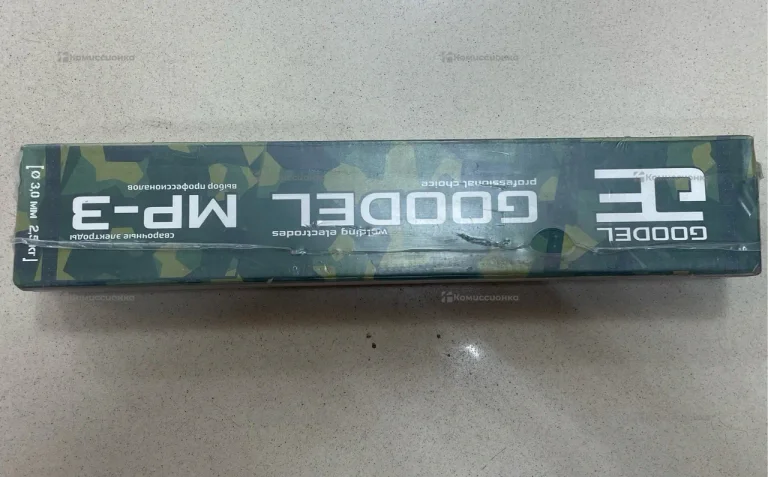 GOODEL
welding electrodes
GOODEL
professional choice
сварочные электроды
МР-3
выбор профессионалов
[ Ø 3,0 ММ 2,5 КГ ]
Комиссионка
Комиссионка
Комиссионка
Комиссионка
Комиссионка